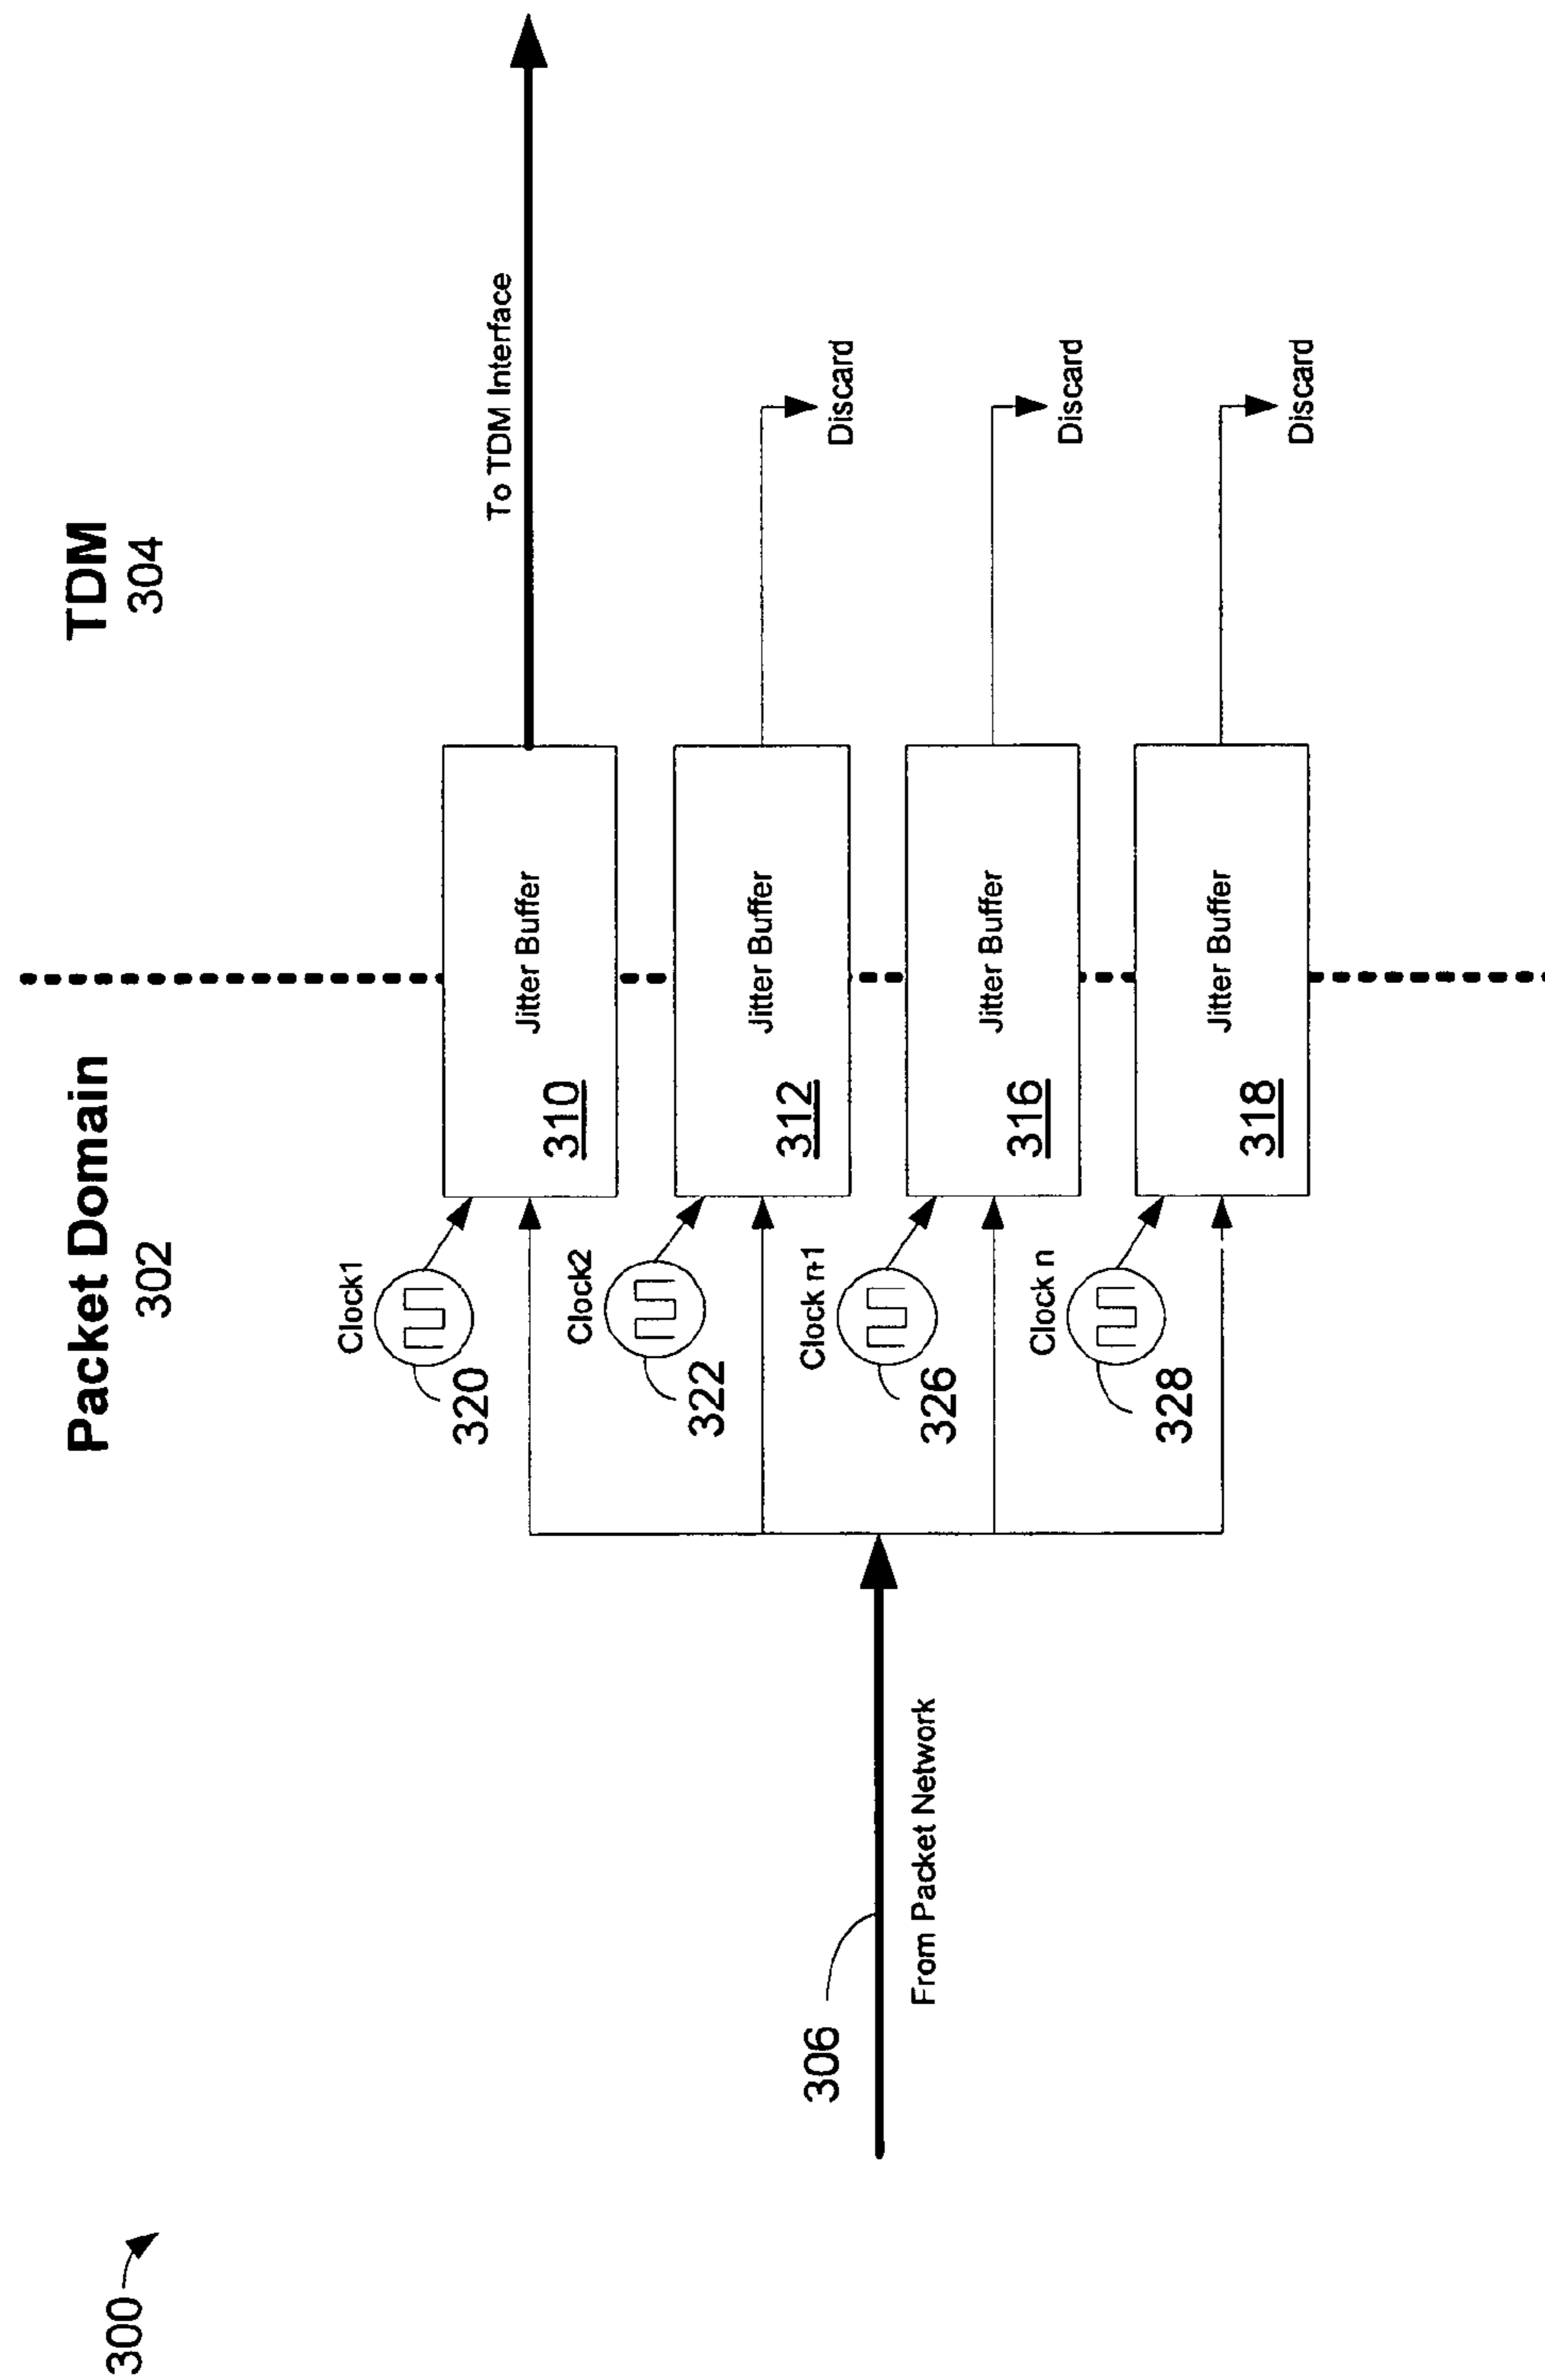 300
Packet Domain
302
TDM
304
306
From Packet Network
Clock1
320
Jitter Buffer
310
To TDM Interface
Clock2
322
Jitter Buffer
312
Discard
Clock n-1
326
Jitter Buffer
316
Discard
Clock n
328
Jitter Buffer
318
Discard